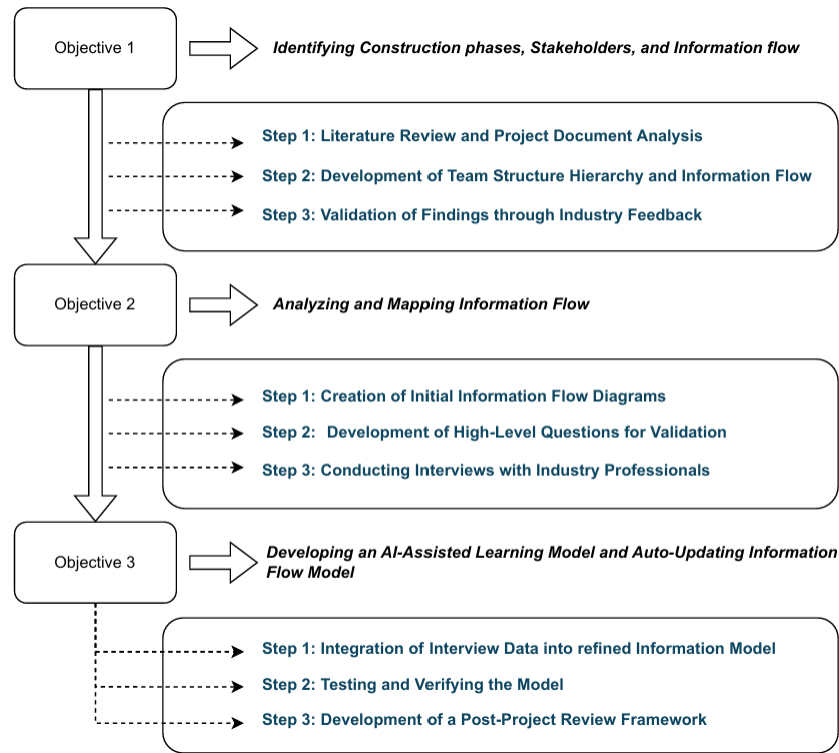 Objective 1
Identifying Construction phases, Stakeholders, and Information flow
Step 1: Literature Review and Project Document Analysis
Step 2: Development of Team Structure Hierarchy and Information Flow
Step 3: Validation of Findings through Industry Feedback
Objective 2
Analyzing and Mapping Information Flow
Step 1: Creation of Initial Information Flow Diagrams
Step 2: Development of High-Level Questions for Validation
Step 3: Conducting Interviews with Industry Professionals
Objective 3
Developing an AI-Assisted Learning Model and Auto-Updating Information
Flow Model
Step 1: Integration of Interview Data into refined Information Model
Step 2: Testing and Verifying the Model
Step 3: Development of a Post-Project Review Framework